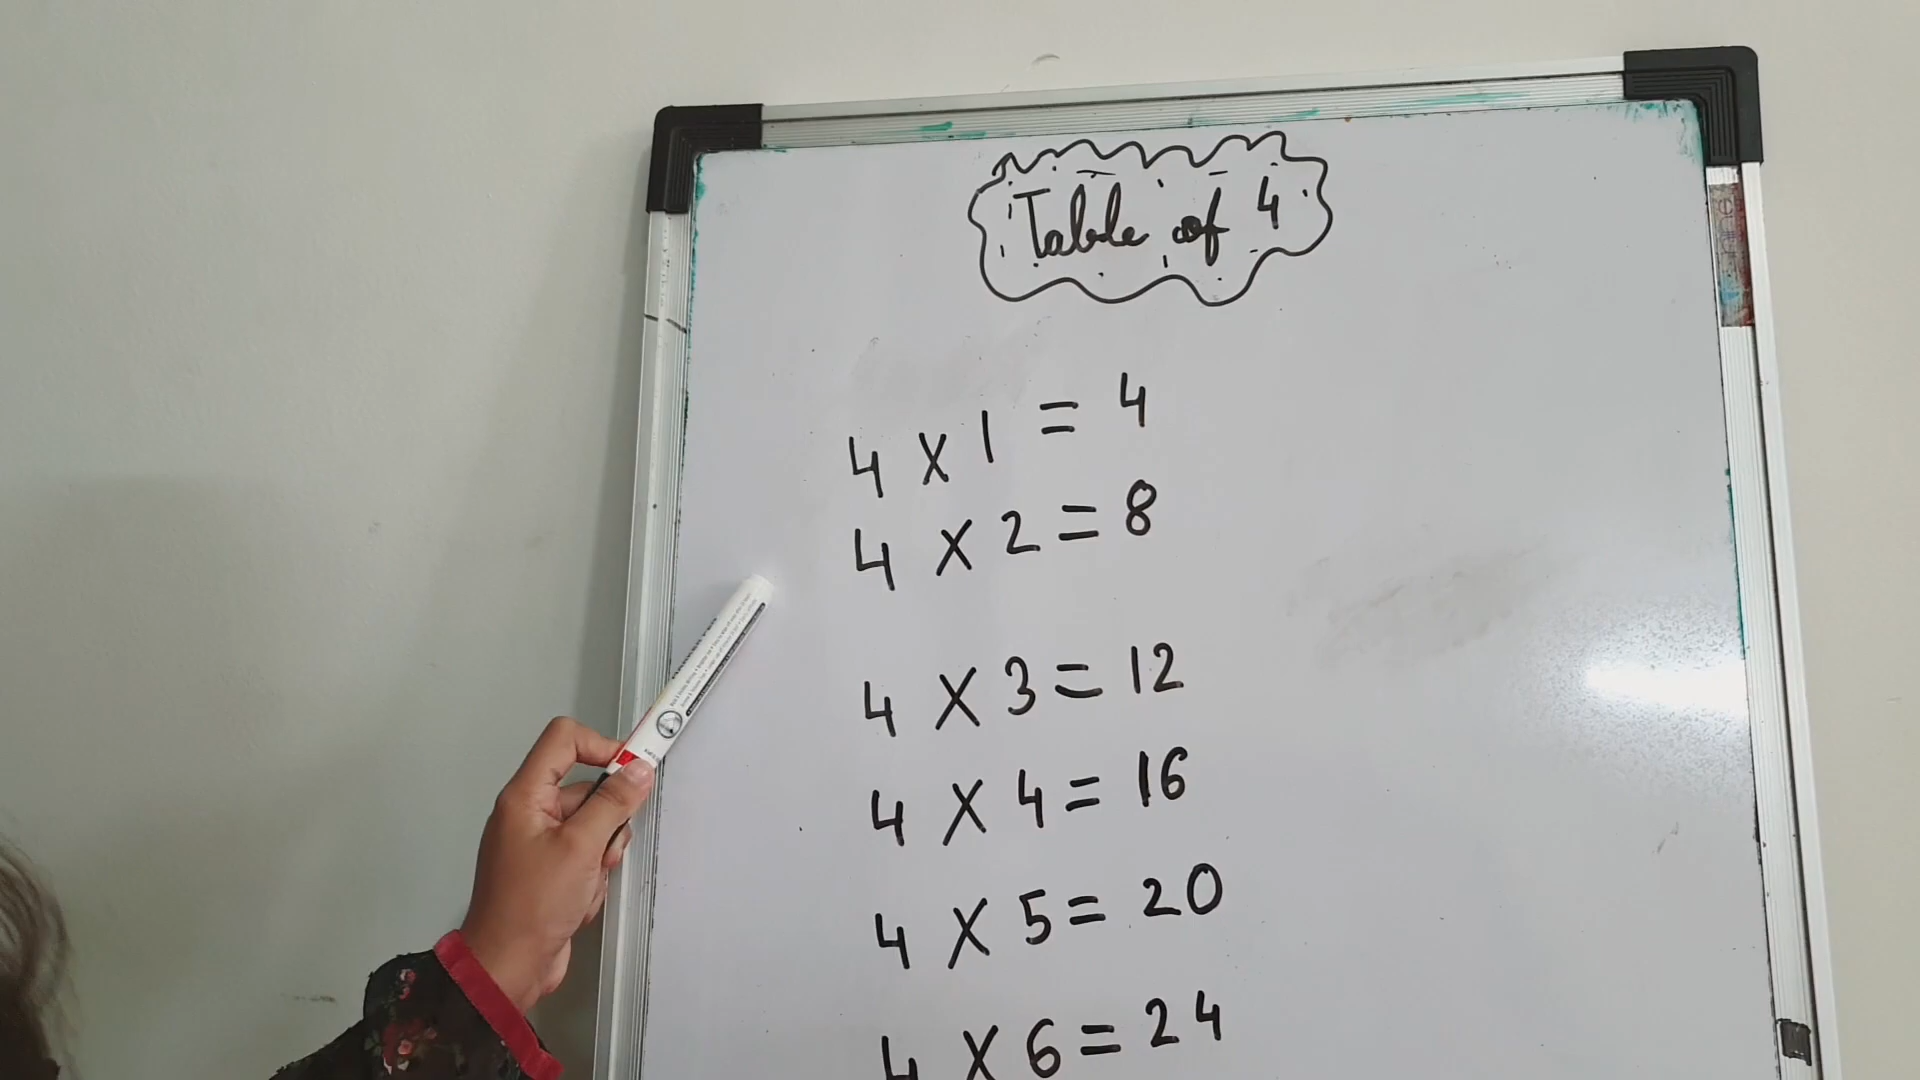 Table of 4
4 X 1 = 4
4 X 2 = 8
4 X 3 = 12
4 X 4 = 16
4 X 5 = 20
4 X 6 = 24